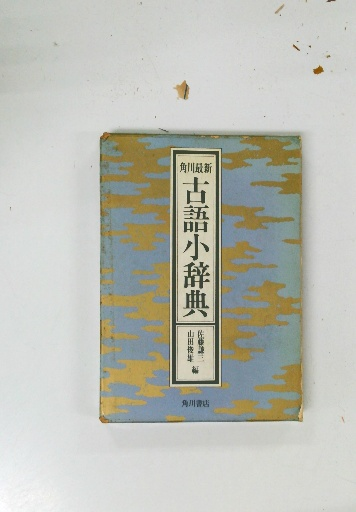 角川最新
古語小辞典
佐藤謙三
山田俊雄
編
角川書店